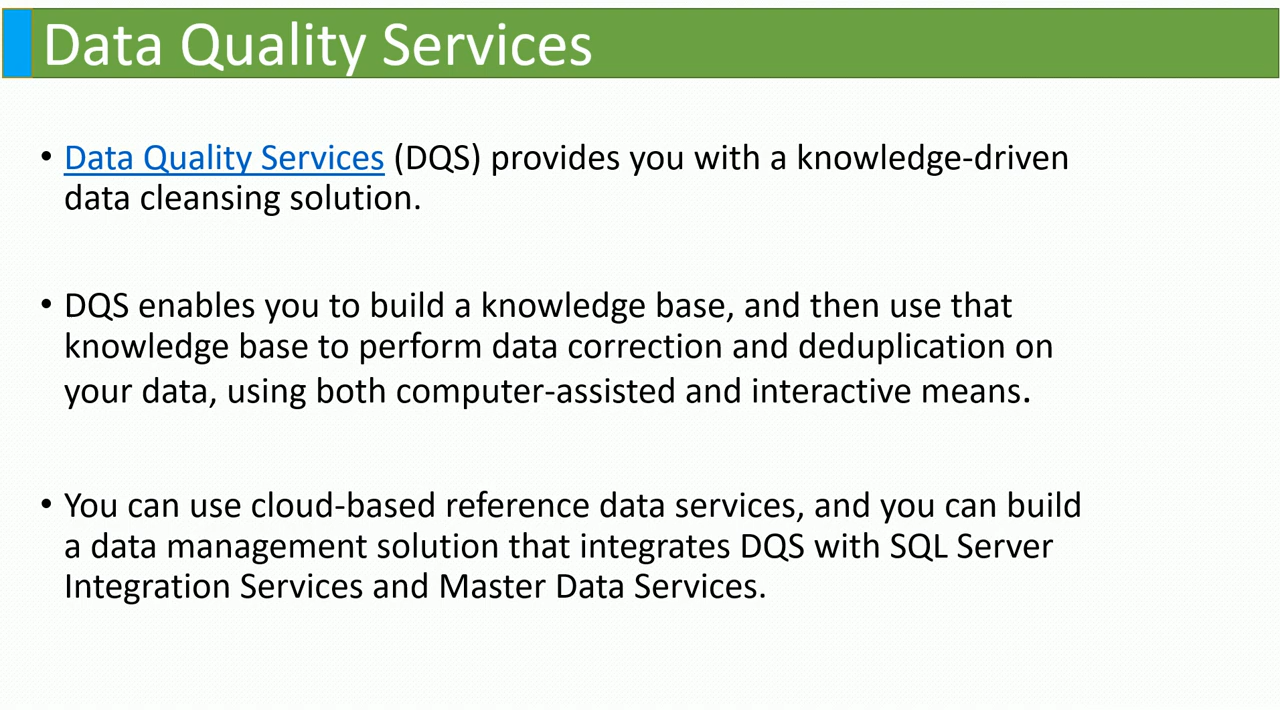 Data Quality Services
• Data Quality Services (DQS) provides you with a knowledge-driven
data cleansing solution.
• DQS enables you to build a knowledge base, and then use that
knowledge base to perform data correction and deduplication on
your data, using both computer-assisted and interactive means.
• You can use cloud-based reference data services, and you can build
a data management solution that integrates DQS with SQL Server
Integration Services and Master Data Services.